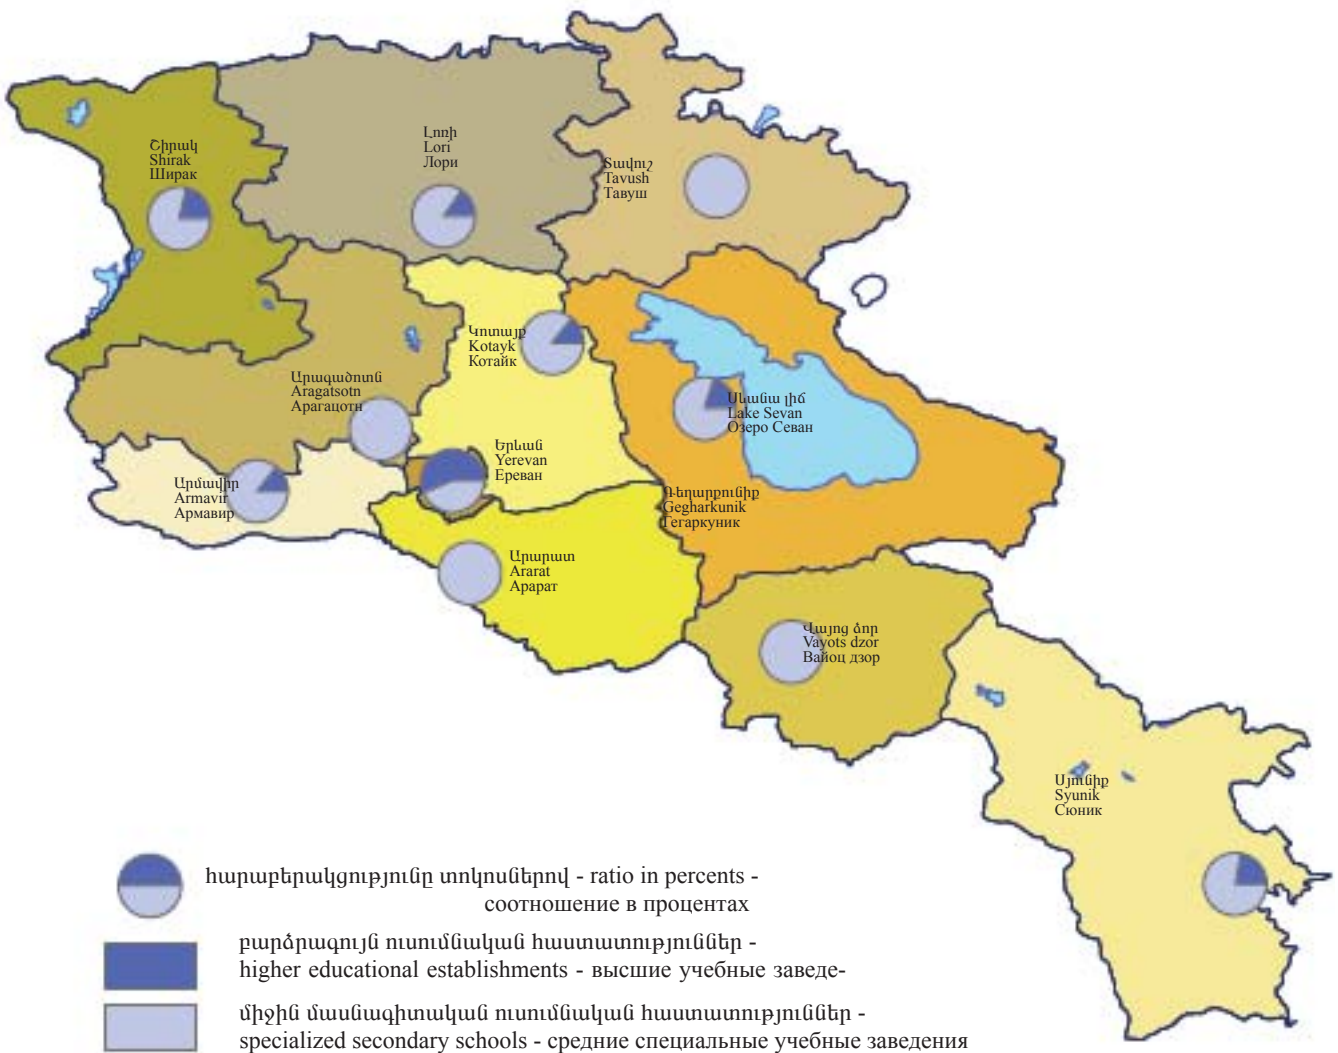 Շիրակ
Shirak
Ширак
Լոռի
Lori
Лори
Տավուշ
Tavush
Тавуш
Կոտայք
Kotayk
Котайк
Արագածոտն
Aragatsotn
Арагацотн
Սևանա լիճ
Lake Sevan
Озеро Севан
Երևան
Yerevan
Ереван
Արմավիր
Armavir
Армавир
Գեղարքունիք
Gegharkunik
Гегаркуник
Արարատ
Ararat
Арарат
Վայոց ձոր
Vayots dzor
Вайоц дзор
Սյունիք
Syunik
Сюник
հարաբերակցությունը տոկոսներով - ratio in percents -
соотношение в процентах
բարձրագույն ուսումնական հաստատություններ -
higher educational establishments - высшие учебные заведе-
միջին մասնագիտական ուսումնական հաստատություններ -
specialized secondary schools - средние специальные учебные заведения